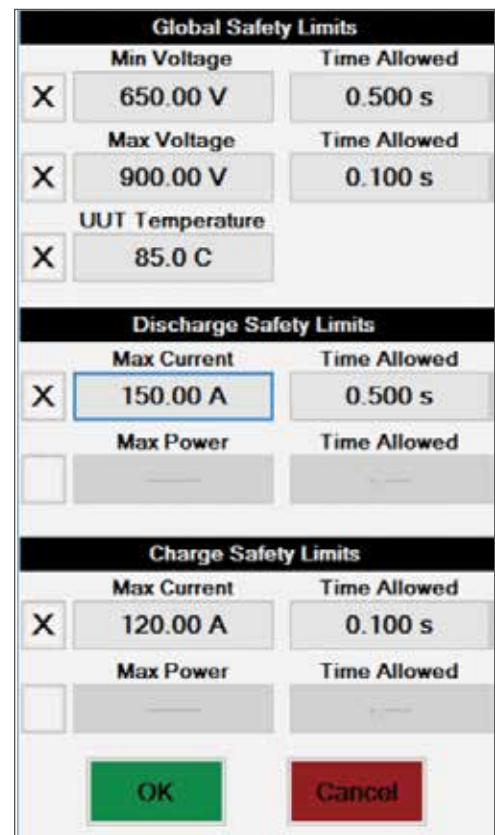 Global Safety Limits
Min Voltage Time Allowed
X 650.00 V 0.500 s
Max Voltage Time Allowed
X 900.00 V 0.100 s
UUT Temperature
X 85.0 C
Discharge Safety Limits
Max Current Time Allowed
X 150.00 A 0.500 s
Max Power Time Allowed
Charge Safety Limits
Max Current Time Allowed
X 120.00 A 0.100 s
Max Power Time Allowed
OK Cancel